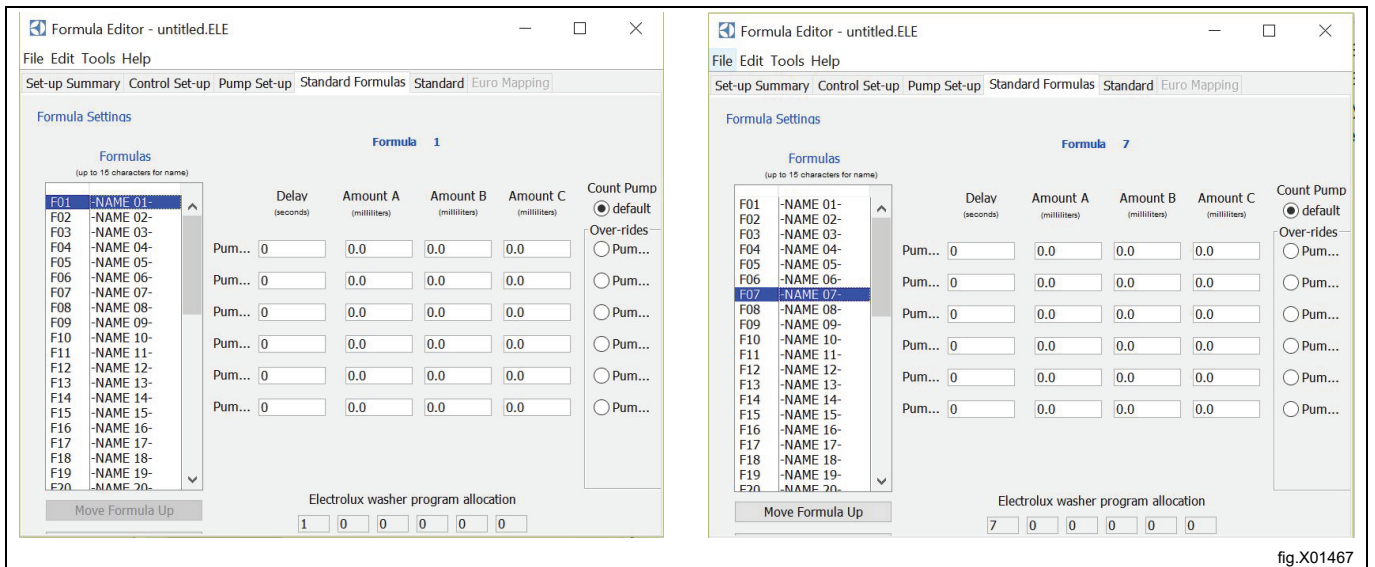 Formula Editor - untitled.ELE
File Edit Tools Help
Set-up Summary Control Set-up Pump Set-up Standard Formulas Standard Euro Mapping
Formula Settings
Formula 1
Formulas
(up to 15 characters for name)
Delay Amount A Amount B Amount C Count Pump
(seconds) (milliliters) (milliliters) (milliliters) default
Over-rides
F01 -NAME 01-
F02 -NAME 02-
F03 -NAME 03-
F04 -NAME 04-
F05 -NAME 05-
F06 -NAME 06-
F07 -NAME 07-
F08 -NAME 08-
F09 -NAME 09-
F10 -NAME 10-
F11 -NAME 11-
F12 -NAME 12-
F13 -NAME 13-
F14 -NAME 14-
F15 -NAME 15-
F16 -NAME 16-
F17 -NAME 17-
F18 -NAME 18-
F19 -NAME 19-
F20 -NAME 20-
Pum... 0 0.0 0.0 0.0 Pum...
Pum... 0 0.0 0.0 0.0 Pum...
Pum... 0 0.0 0.0 0.0 Pum...
Pum... 0 0.0 0.0 0.0 Pum...
Pum... 0 0.0 0.0 0.0 Pum...
Pum... 0 0.0 0.0 0.0 Pum...
Move Formula Up
Electrolux washer program allocation
1 0 0 0 0 0
Formula Editor - untitled.ELE
File Edit Tools Help
Set-up Summary Control Set-up Pump Set-up Standard Formulas Standard Euro Mapping
Formula Settings
Formula 7
Formulas
(up to 15 characters for name)
Delay Amount A Amount B Amount C Count Pump
(seconds) (milliliters) (milliliters) (milliliters) default
Over-rides
F01 -NAME 01-
F02 -NAME 02-
F03 -NAME 03-
F04 -NAME 04-
F05 -NAME 05-
F06 -NAME 06-
F07 -NAME 07-
F08 -NAME 08-
F09 -NAME 09-
F10 -NAME 10-
F11 -NAME 11-
F12 -NAME 12-
F13 -NAME 13-
F14 -NAME 14-
F15 -NAME 15-
F16 -NAME 16-
F17 -NAME 17-
F18 -NAME 18-
F19 -NAME 19-
F20 -NAME 20-
Pum... 0 0.0 0.0 0.0 Pum...
Pum... 0 0.0 0.0 0.0 Pum...
Pum... 0 0.0 0.0 0.0 Pum...
Pum... 0 0.0 0.0 0.0 Pum...
Pum... 0 0.0 0.0 0.0 Pum...
Pum... 0 0.0 0.0 0.0 Pum...
Move Formula Up
Electrolux washer program allocation
7 0 0 0 0 0
fig.X01467